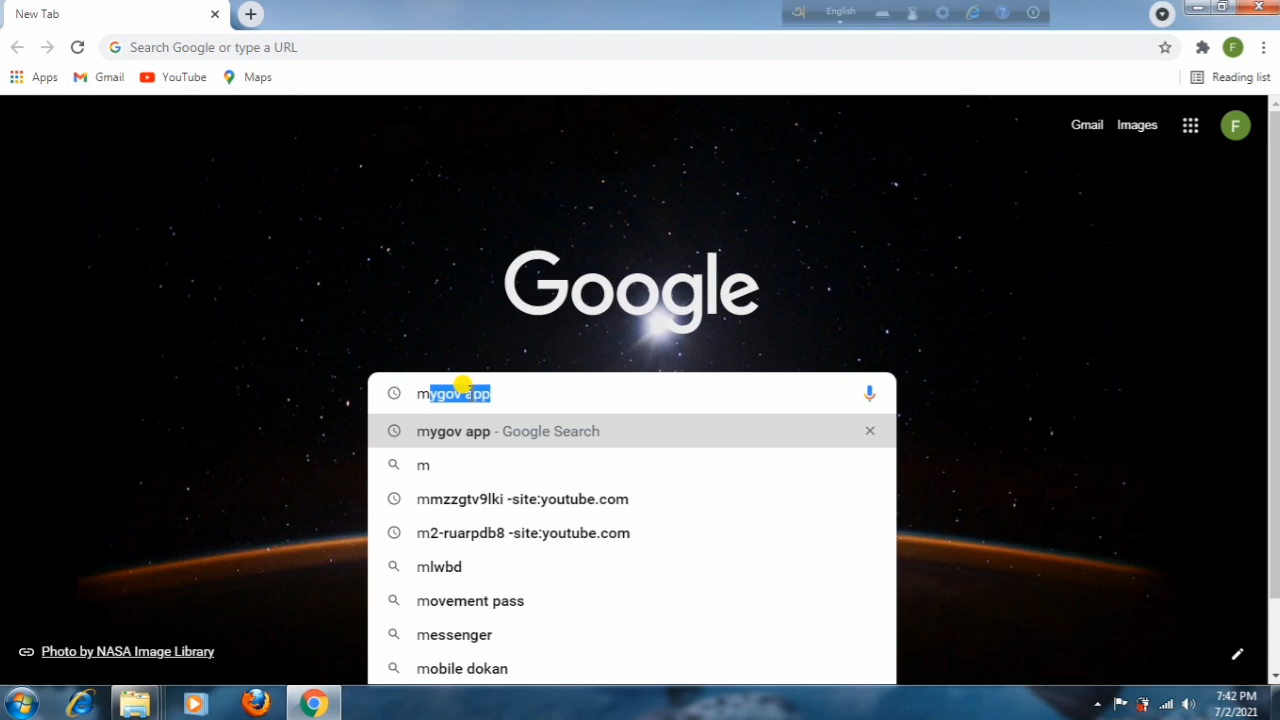 New Tab
English
Search Google or type a URL
Apps
Gmail
YouTube
Maps
Reading list
Gmail
Images
F
Google
mygov app
mygov app - Google Search
m
mmzzgtv9lki -site:youtube.com
m2-ruarpdb8 -site:youtube.com
mlwbd
movement pass
messenger
mobile dokan
Photo by NASA Image Library
7:42 PM
7/2/2021